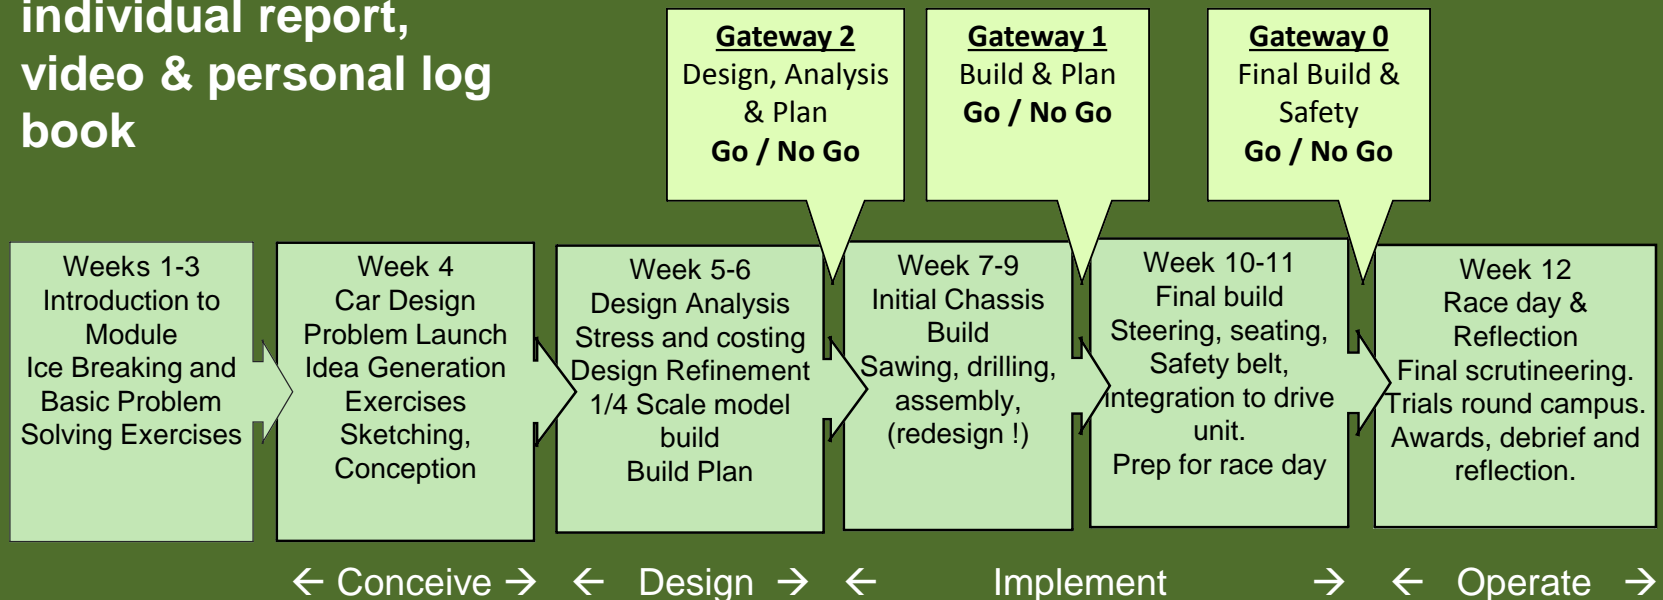 individual report,
video & personal log
book
Gateway 2
Design, Analysis
& Plan
Go / No Go
Gateway 1
Build & Plan
Go / No Go
Gateway 0
Final Build &
Safety
Go / No Go
Weeks 1-3
Introduction to
Module
Ice Breaking and
Basic Problem
Solving Exercises
Week 4
Car Design
Problem Launch
Idea Generation
Exercises
Sketching,
Conception
Week 5-6
Design Analysis
Stress and costing
Design Refinement
1/4 Scale model
build
Build Plan
Week 7-9
Initial Chassis
Build
Sawing, drilling,
assembly,
(redesign !)
Week 10-11
Final build
Steering, seating,
Safety belt,
integration to drive
unit.
Prep for race day
Week 12
Race day &
Reflection
Final scrutineering.
Trials round campus.
Awards, debrief and
reflection.
← Conceive → ← Design → ← Implement → ← Operate →